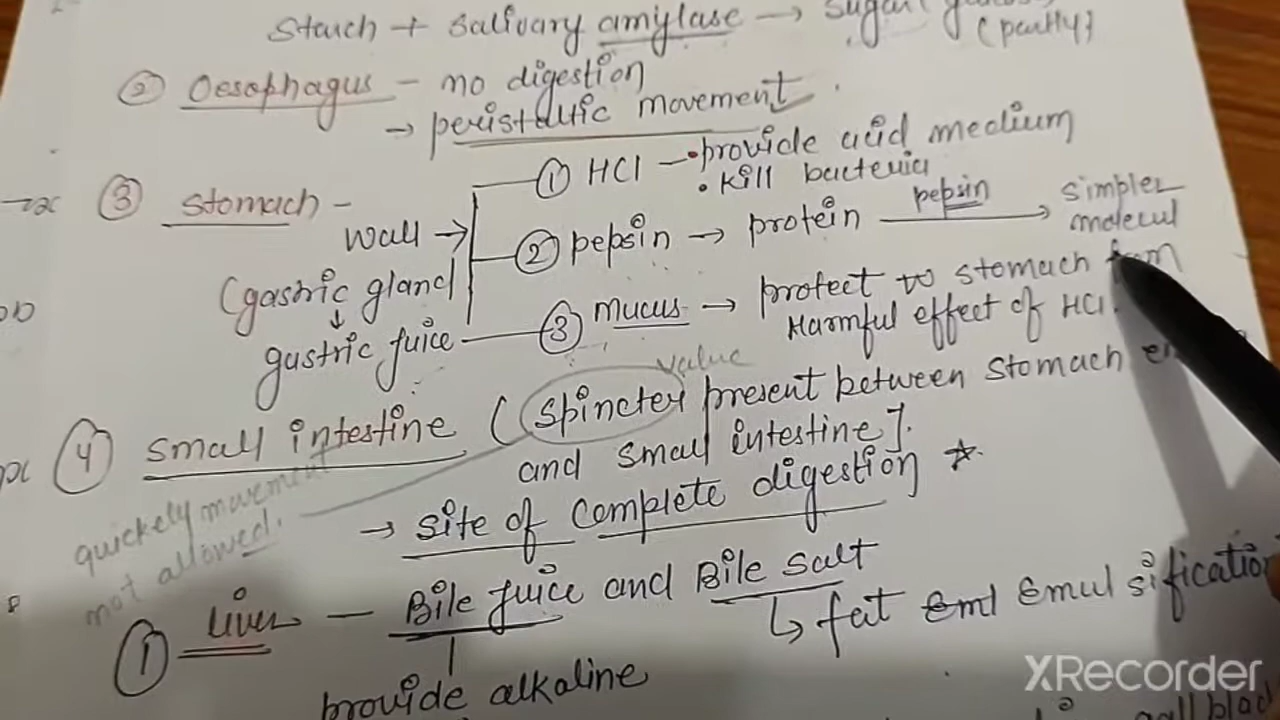 Starch + salivary amylase → sugar
(partly)
② Oesophagus - no digestion
→ peristaltic movement.
③ stomach -
wall →
(gastric gland
↓
gastric juice
① HCl - • provide acid medium
• kill bacteria
② pepsin → protein pepsin → simpler
molecul
③ mucus → protect to stomach from
Harmful effect of HCl.
④ small intestine (spincter present between stomach
value
and small intestine].
quickely movement
not allowed.
→ site of complete digestion ☆
① liver — Bile juice and Bile salt
↳ fat eml emulsification
provide alkaline
XRecorder